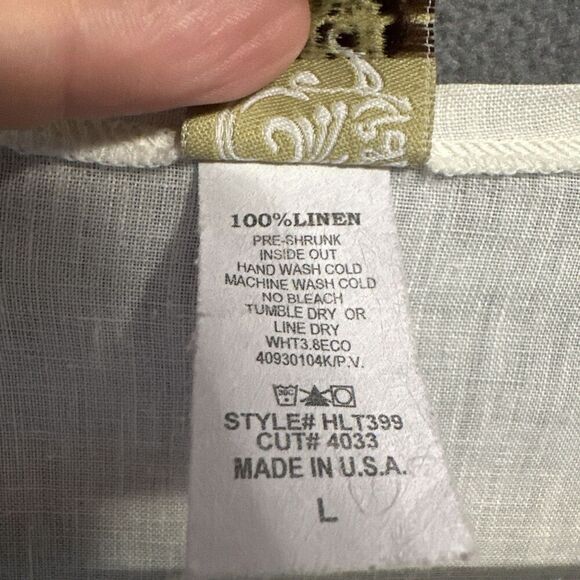 100%LINEN
PRE-SHRUNK
INSIDE OUT
HAND WASH COLD
MACHINE WASH COLD
NO BLEACH
TUMBLE DRY OR
LINE DRY
WHT3.8ECO
40930104K/P.V.
30C
STYLE# HLT399
CUT# 4033
MADE IN U.S.A.
L